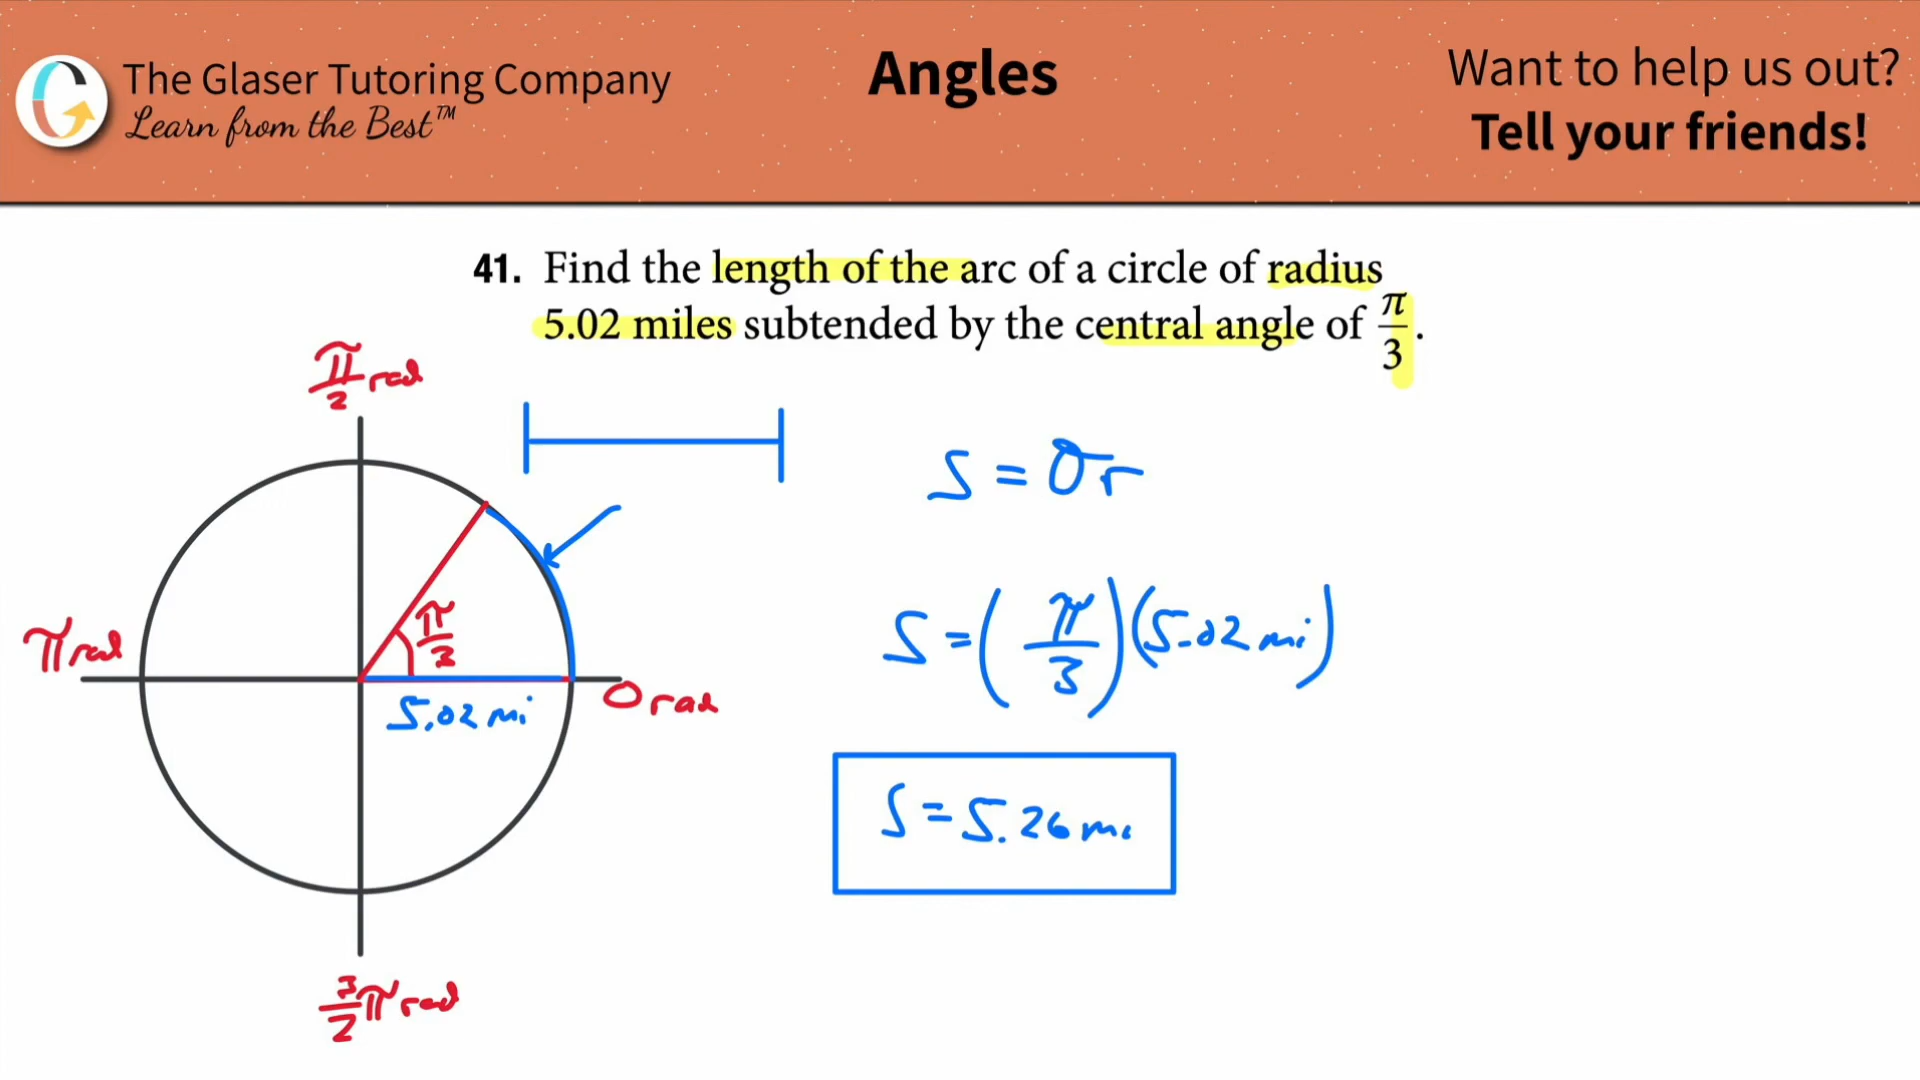 The Glaser Tutoring Company
Learn from the Best™
Angles
Want to help us out?
Tell your friends!
41. Find the length of the arc of a circle of radius
5.02 miles subtended by the central angle of π/3.
π/2 rad
π rad
π/3
5.02 mi
0 rad
3/2 π rad
S = θr
S = (π/3)(5.02 mi)
S = 5.26 mi